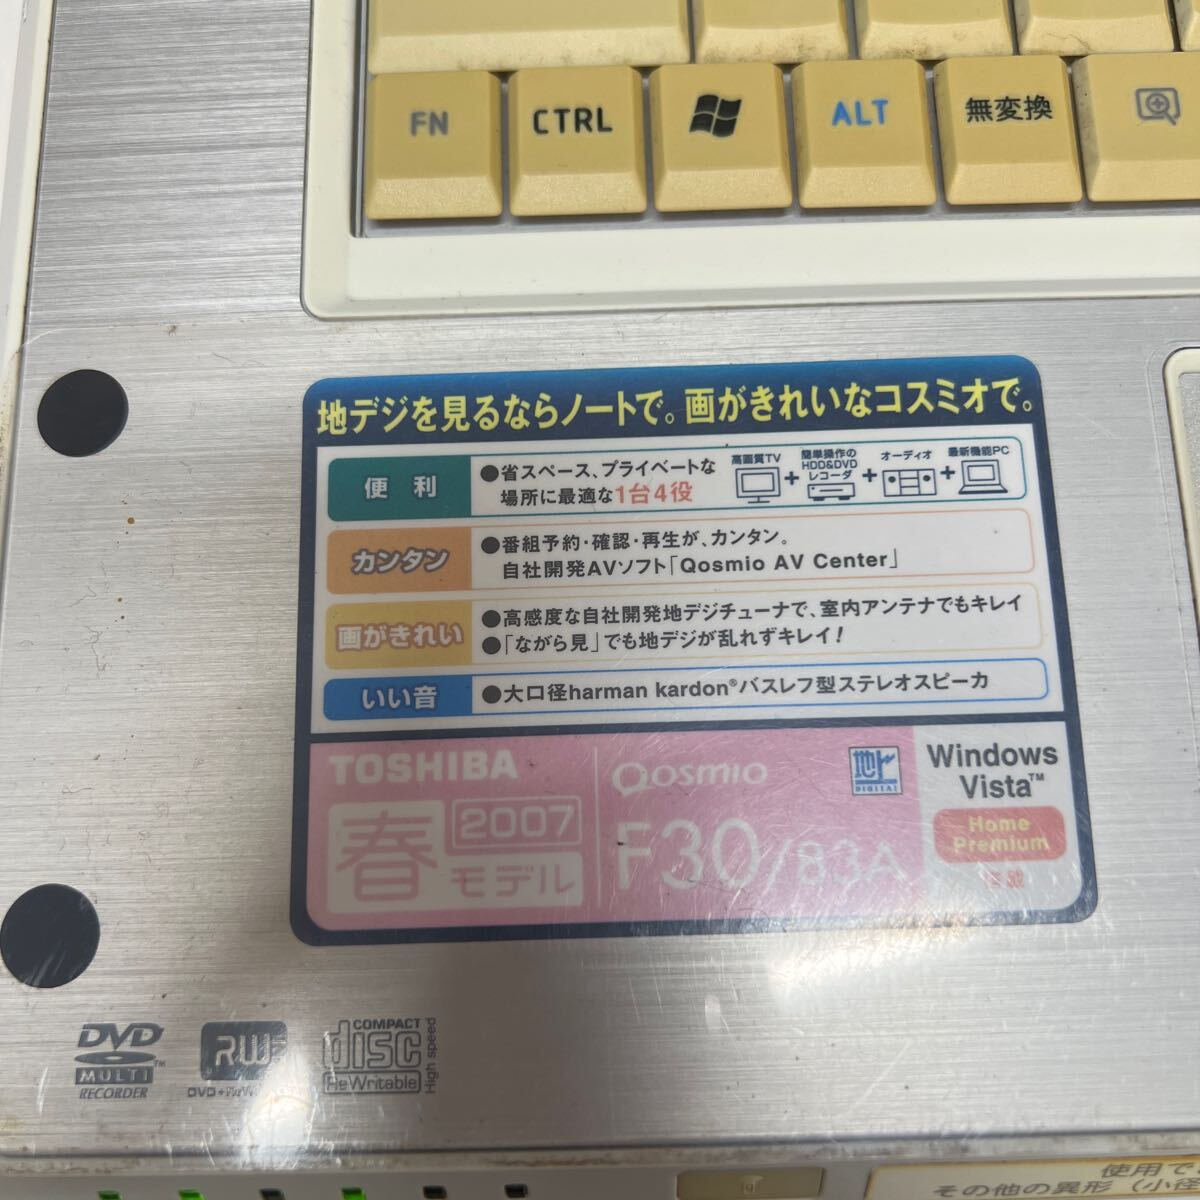 FN CTRL ALT 無変換
地デジを見るならノートで。画がきれいなコスミオで。
便利
●省スペース、プライベートな
場所に最適な1台4役
高画質TV + 簡単操作の HDD&DVD レコーダ + オーディオ + 最新機能PC
カンタン
●番組予約・確認・再生が、カンタン。
自社開発AVソフト「Qosmio AV Center」
画がきれい
●高感度な自社開発地デジチューナで、室内アンテナでもキレイ
●「ながら見」でも地デジが乱れずキレイ!
いい音
●大口径harman kardon®バスレフ型ステレオスピーカ
TOSHIBA
春 2007 モデル
Qosmio
F30/83A
地上 DIGITAL
Windows Vista™
Home Premium
DVD MULTI RECORDER ™
RW
COMPACT disc ReWritable High speed
使用で
その他の異形(小径